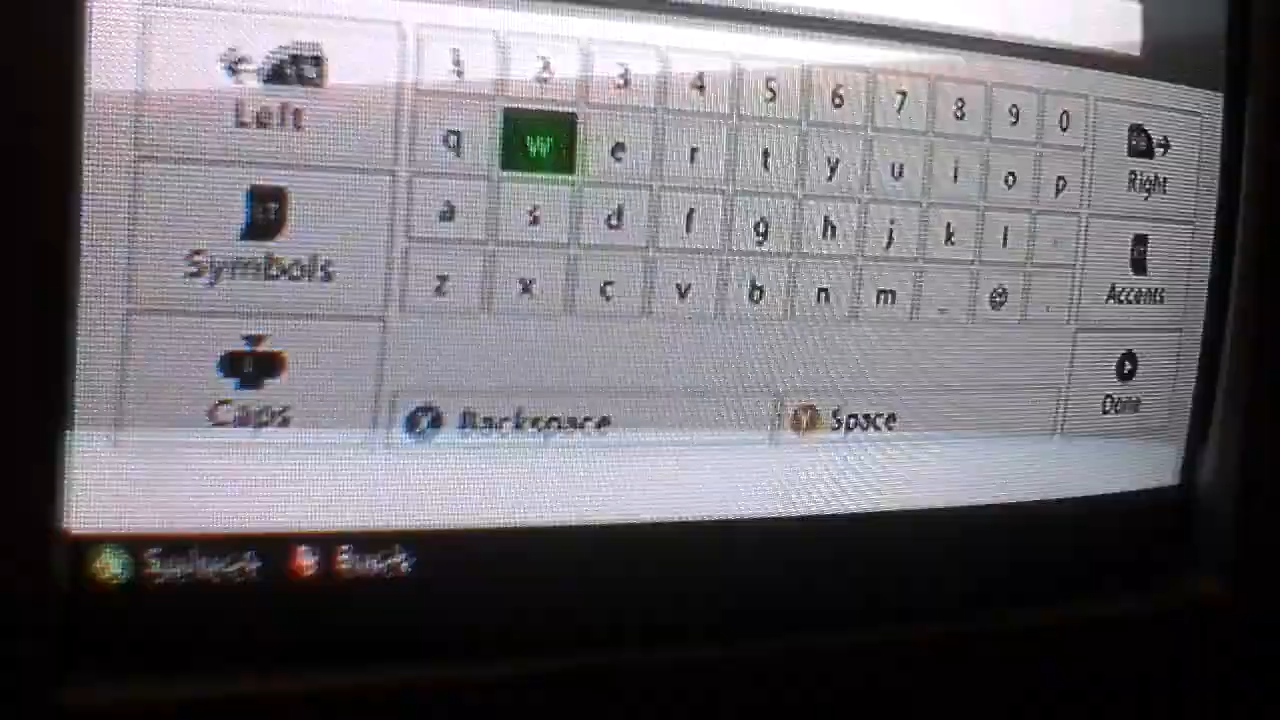 Left
1 2 3 4 5 6 7 8 9 0
q w e r t y u i o p
Right
Symbols
a s d f g h j k l
Accents
z x c v b n m _ @ .
Caps
Backspace
Space
Done
Select
Back